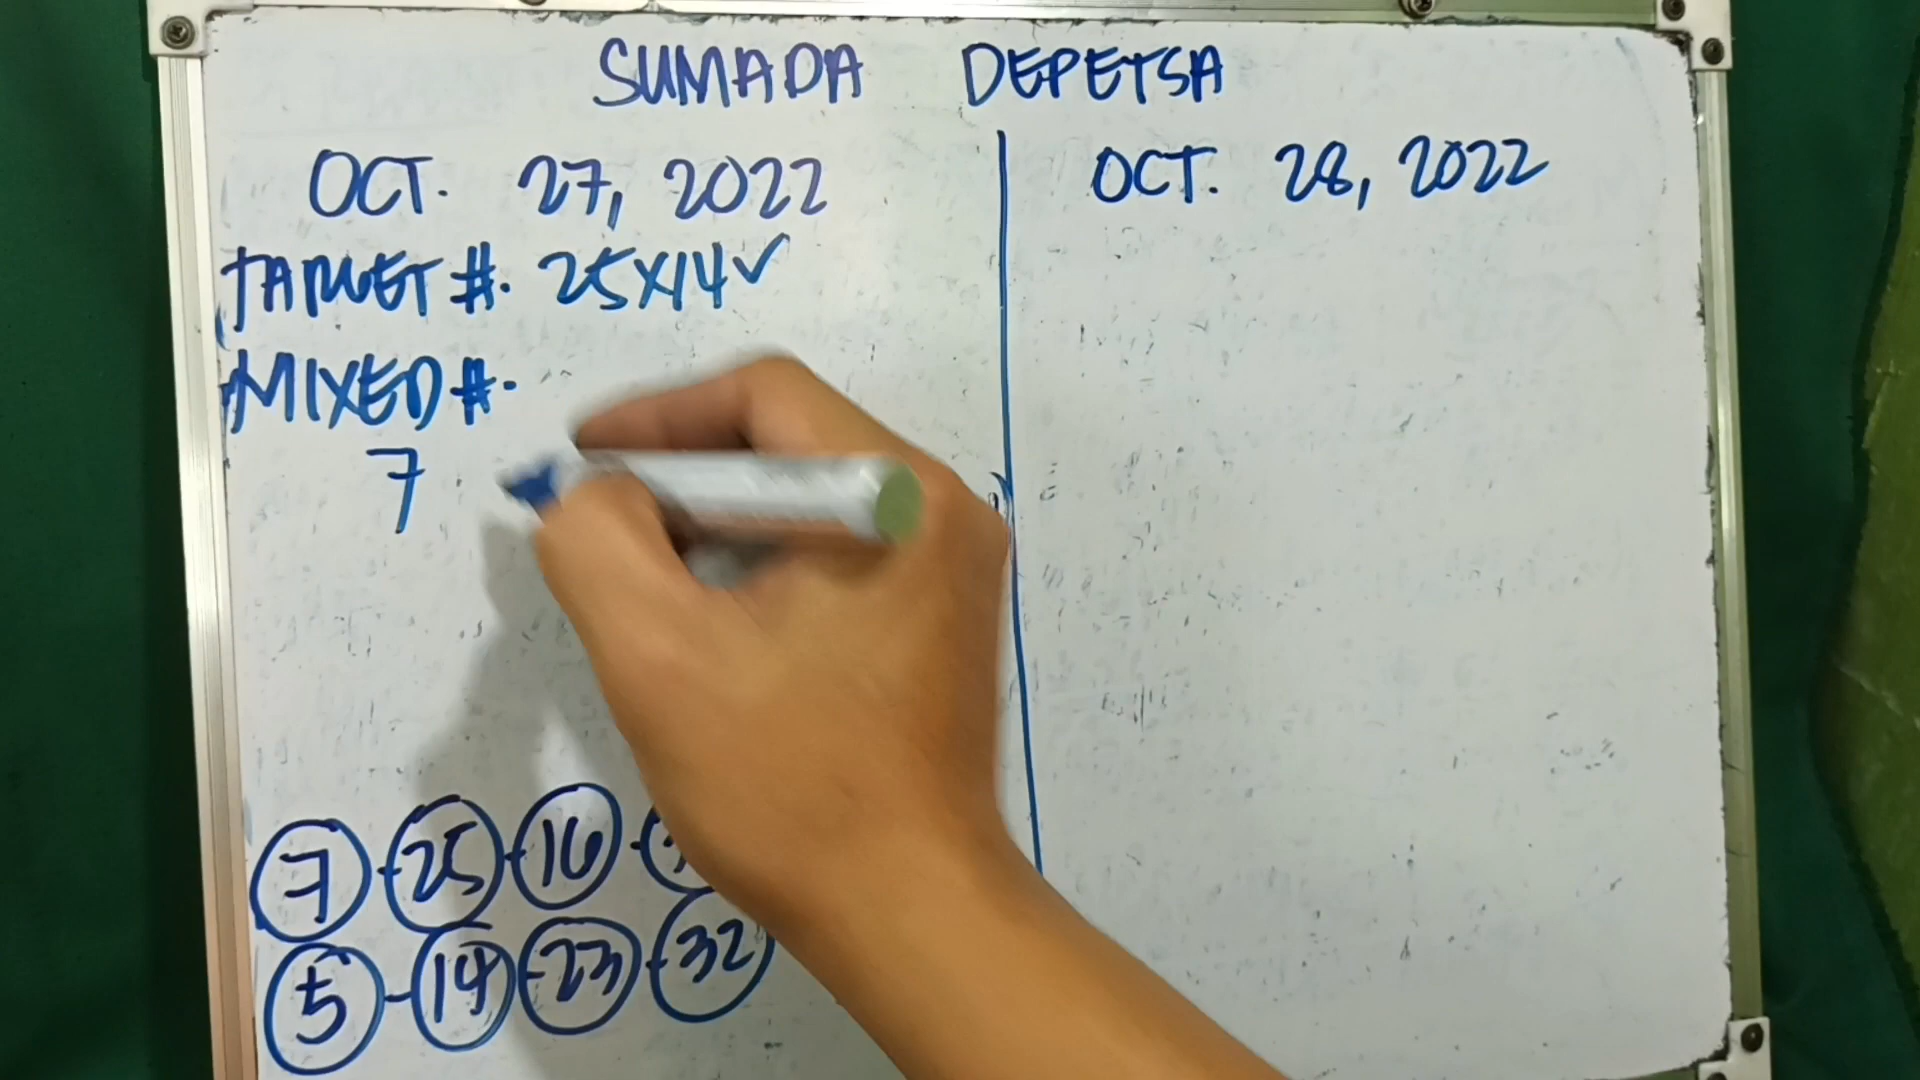 SUMADA DEPETSA
OCT. 27, 2022
TARGET #. 25X14✓
MIXED #.
7
7-25-16-
5-14-23-32
OCT. 28, 2022